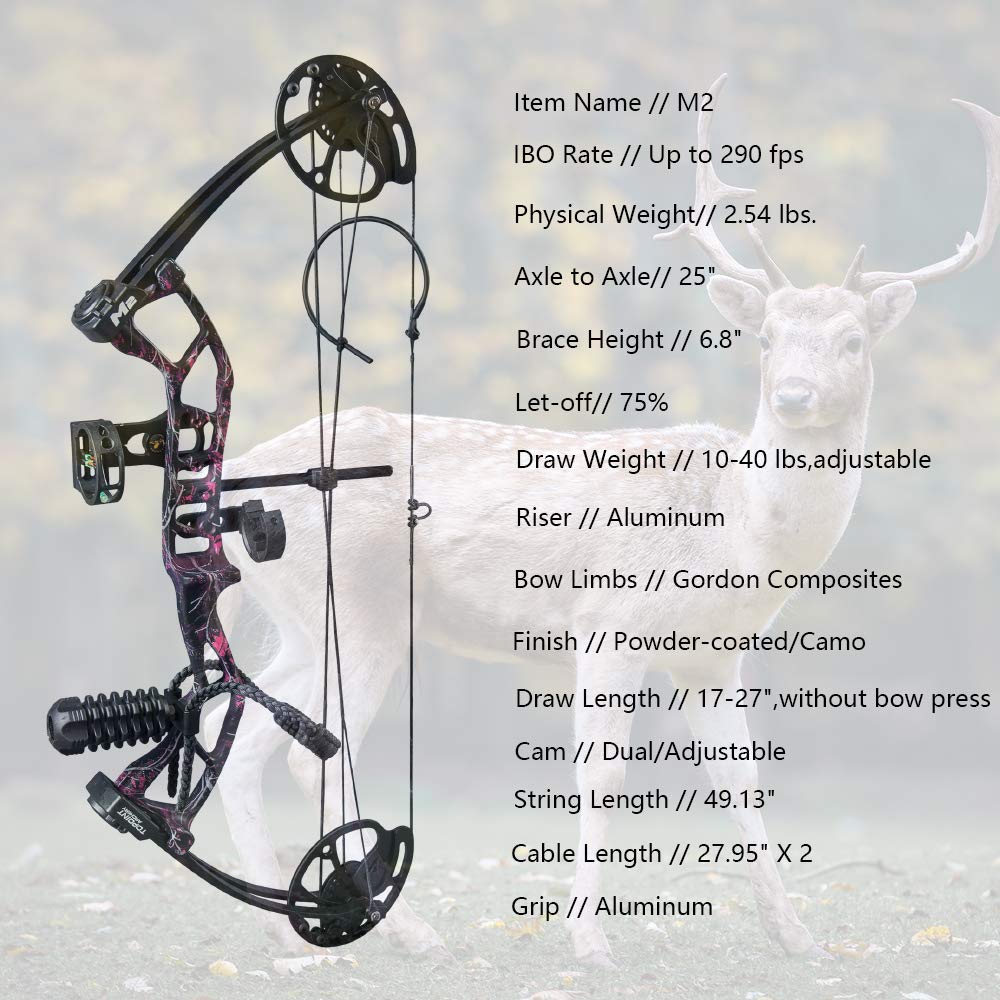 Item Name // M2
IBO Rate // Up to 290 fps
Physical Weight// 2.54 lbs.
Axle to Axle// 25"
Brace Height // 6.8"
Let-off// 75%
Draw Weight // 10-40 lbs,adjustable
Riser // Aluminum
Bow Limbs // Gordon Composites
Finish // Powder-coated/Camo
Draw Length // 17-27",without bow press
Cam // Dual/Adjustable
String Length // 49.13"
Cable Length // 27.95" X 2
Grip // Aluminum
M2
TOPOINT
ARCHERY